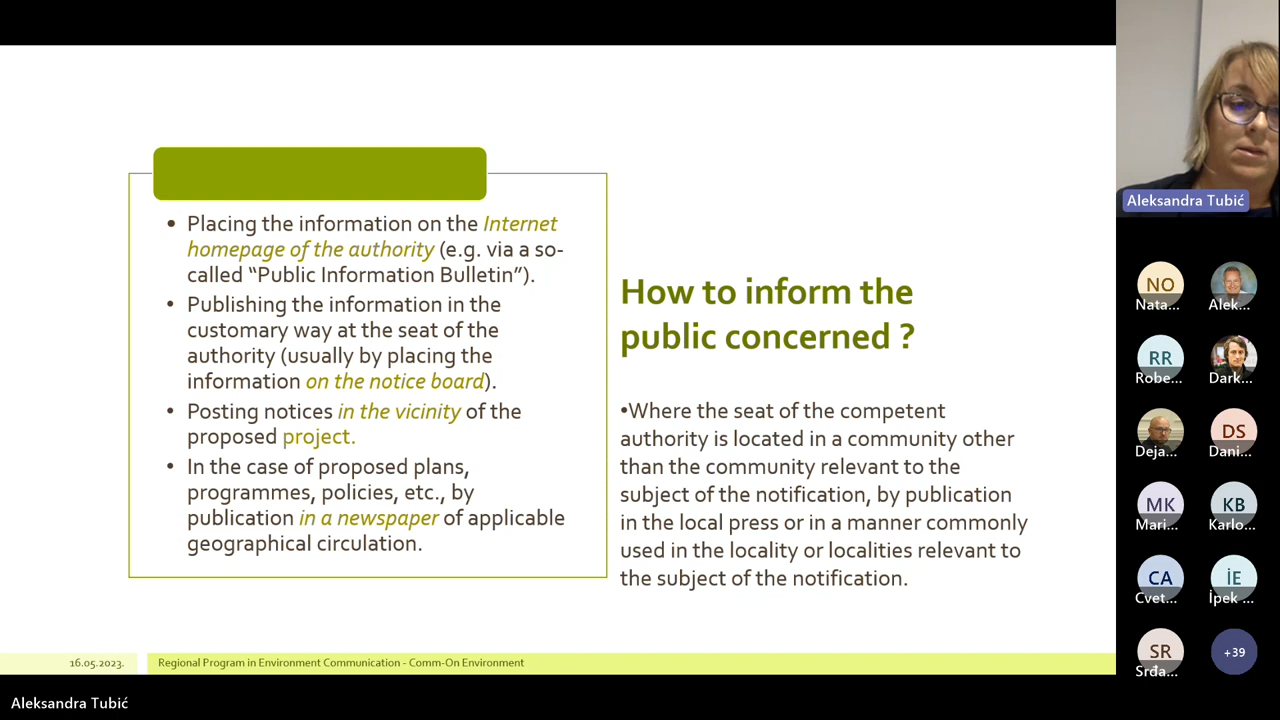 • Placing the information on the Internet
homepage of the authority (e.g. via a so-
called “Public Information Bulletin”).
• Publishing the information in the
customary way at the seat of the
authority (usually by placing the
information on the notice board).
• Posting notices in the vicinity of the
proposed project.
• In the case of proposed plans,
programmes, policies, etc., by
publication in a newspaper of applicable
geographical circulation.
How to inform the
public concerned ?
•Where the seat of the competent
authority is located in a community other
than the community relevant to the
subject of the notification, by publication
in the local press or in a manner commonly
used in the locality or localities relevant to
the subject of the notification.
16.05.2023.
Regional Program in Environment Communication - Comm-On Environment
Aleksandra Tubić
Aleksandra Tubić
NO
Nata...
Alek...
RR
Robe...
Dark...
Deja...
DS
Dani...
MK
Mari...
KB
Karlo...
CA
Cvet...
İE
İpek ...
SR
Srđa...
+39